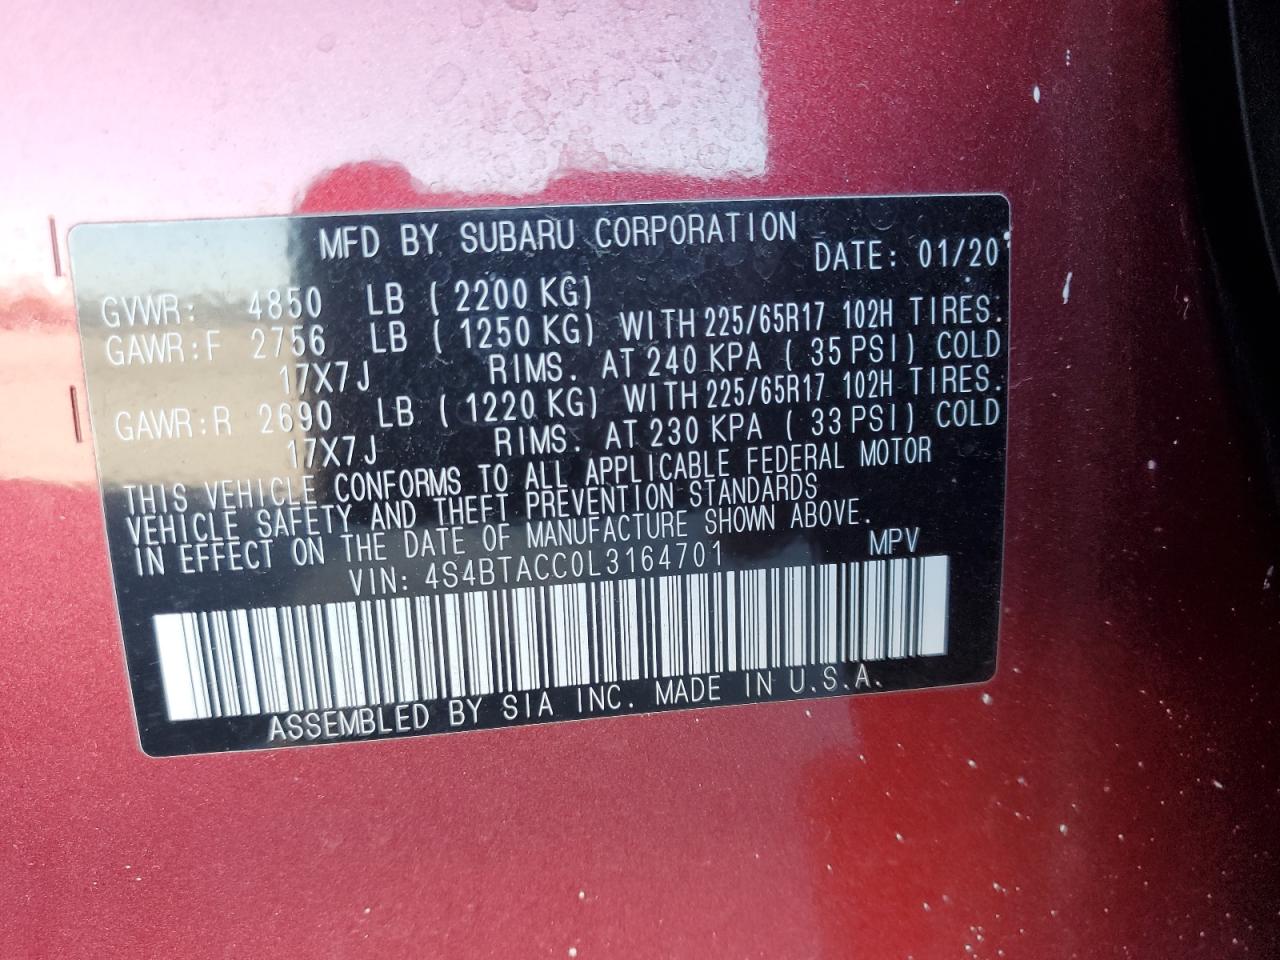 MFD BY SUBARU CORPORATION
DATE: 01/20
GVWR: 4850 LB (2200 KG)
GAWR:F 2756 LB (1250 KG) WITH 225/65R17 102H TIRES.
17X7J RIMS. AT 240 KPA (35 PSI) COLD
GAWR:R 2690 LB (1220 KG) WITH 225/65R17 102H TIRES.
17X7J RIMS. AT 230 KPA (33 PSI) COLD
THIS VEHICLE CONFORMS TO ALL APPLICABLE FEDERAL MOTOR
VEHICLE SAFETY AND THEFT PREVENTION STANDARDS
IN EFFECT ON THE DATE OF MANUFACTURE SHOWN ABOVE.
VIN: 4S4BTACC0L3164701 MPV
ASSEMBLED BY SIA INC. MADE IN U.S.A.